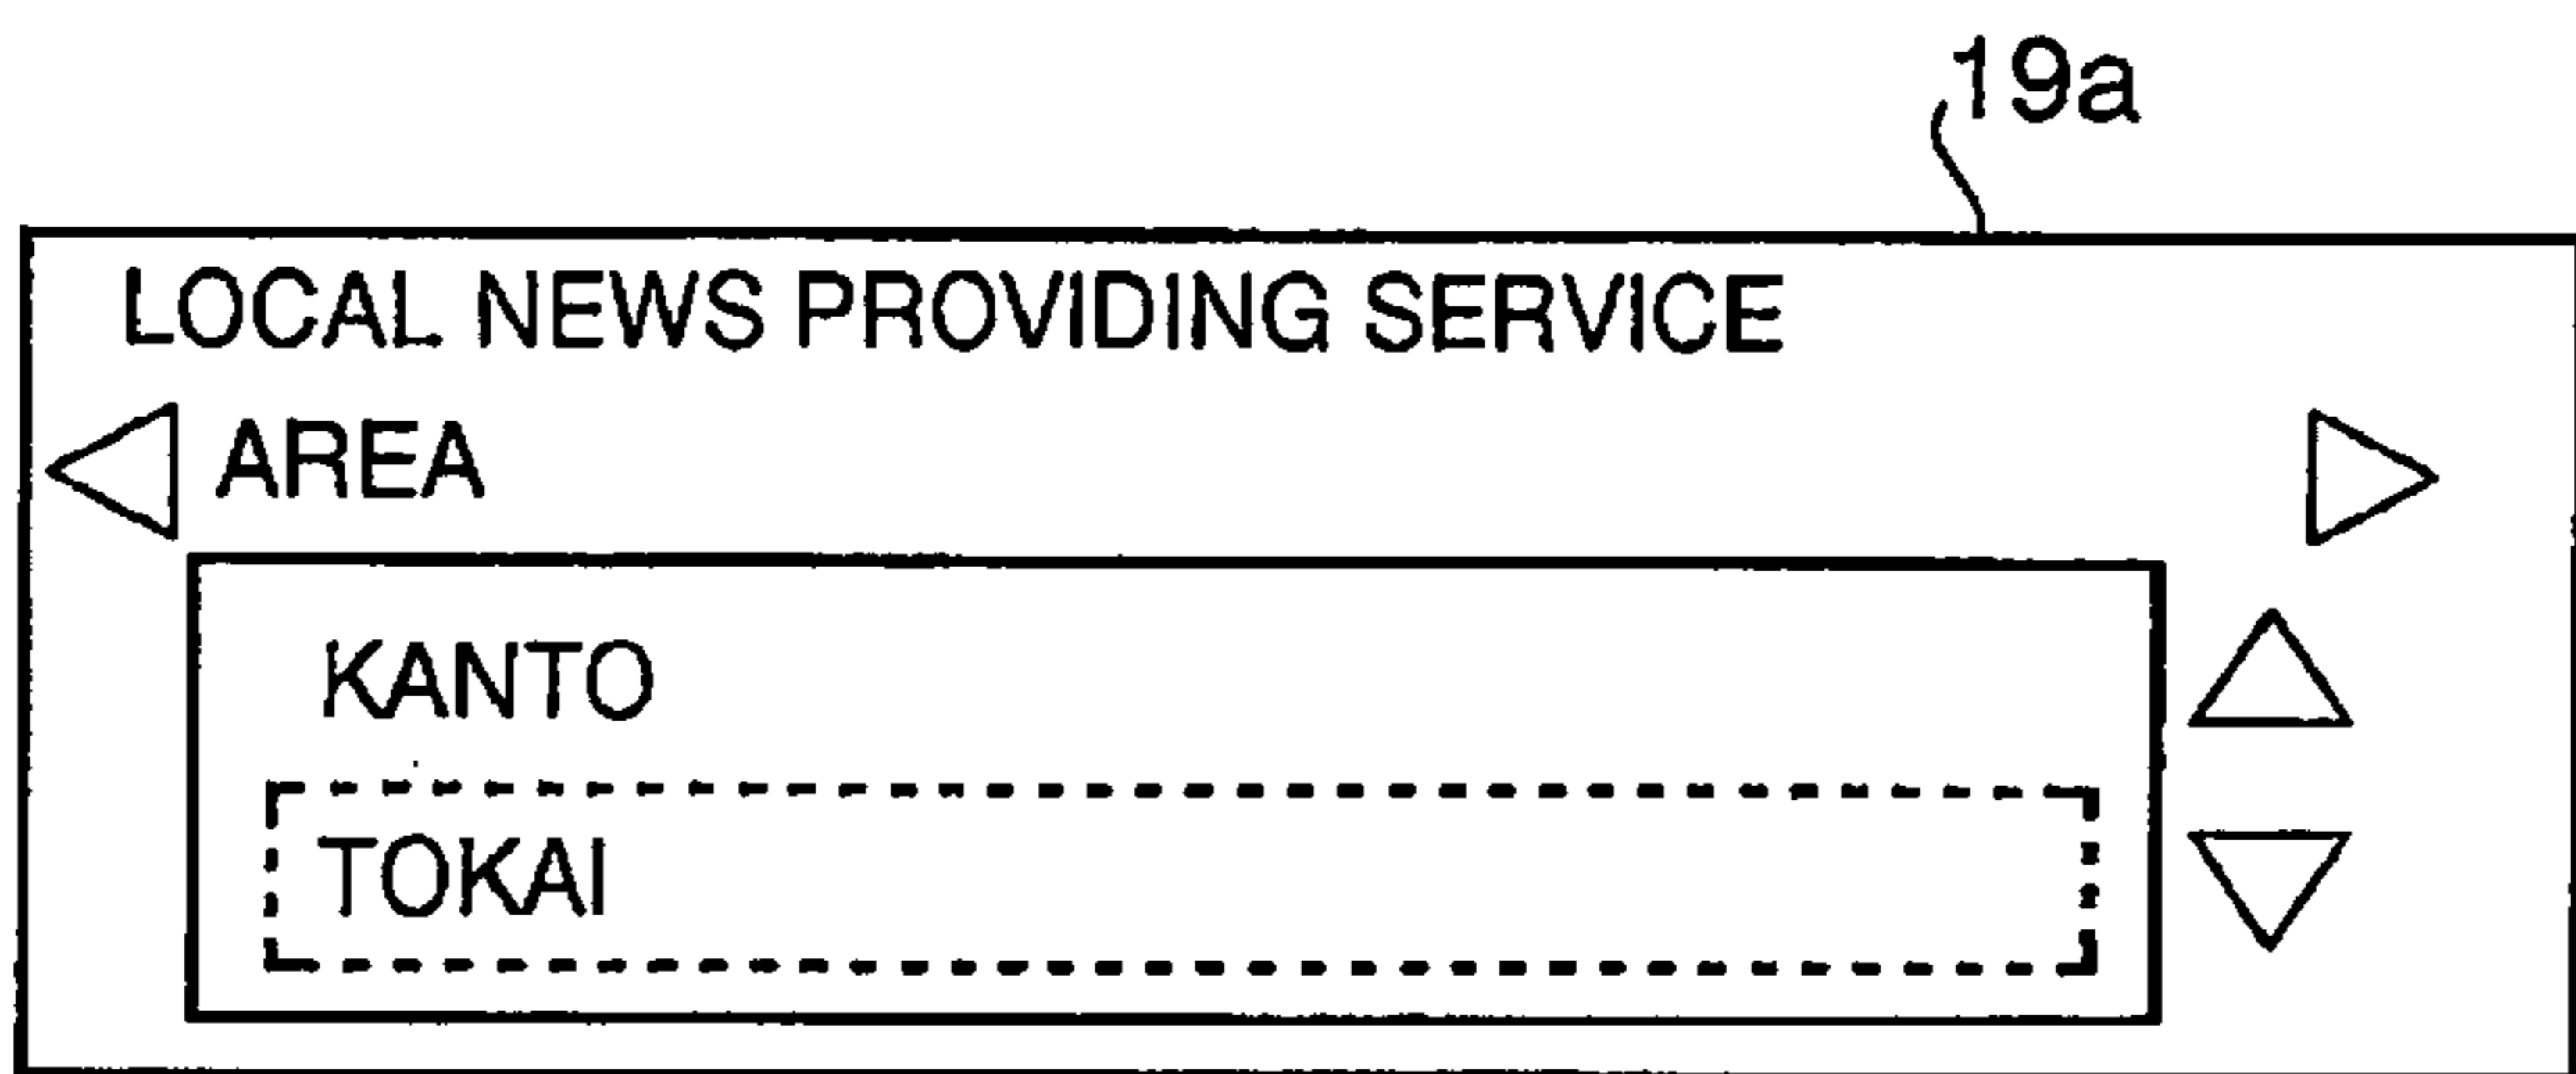 19a
LOCAL NEWS PROVIDING SERVICE
AREA
KANTO
TOKAI